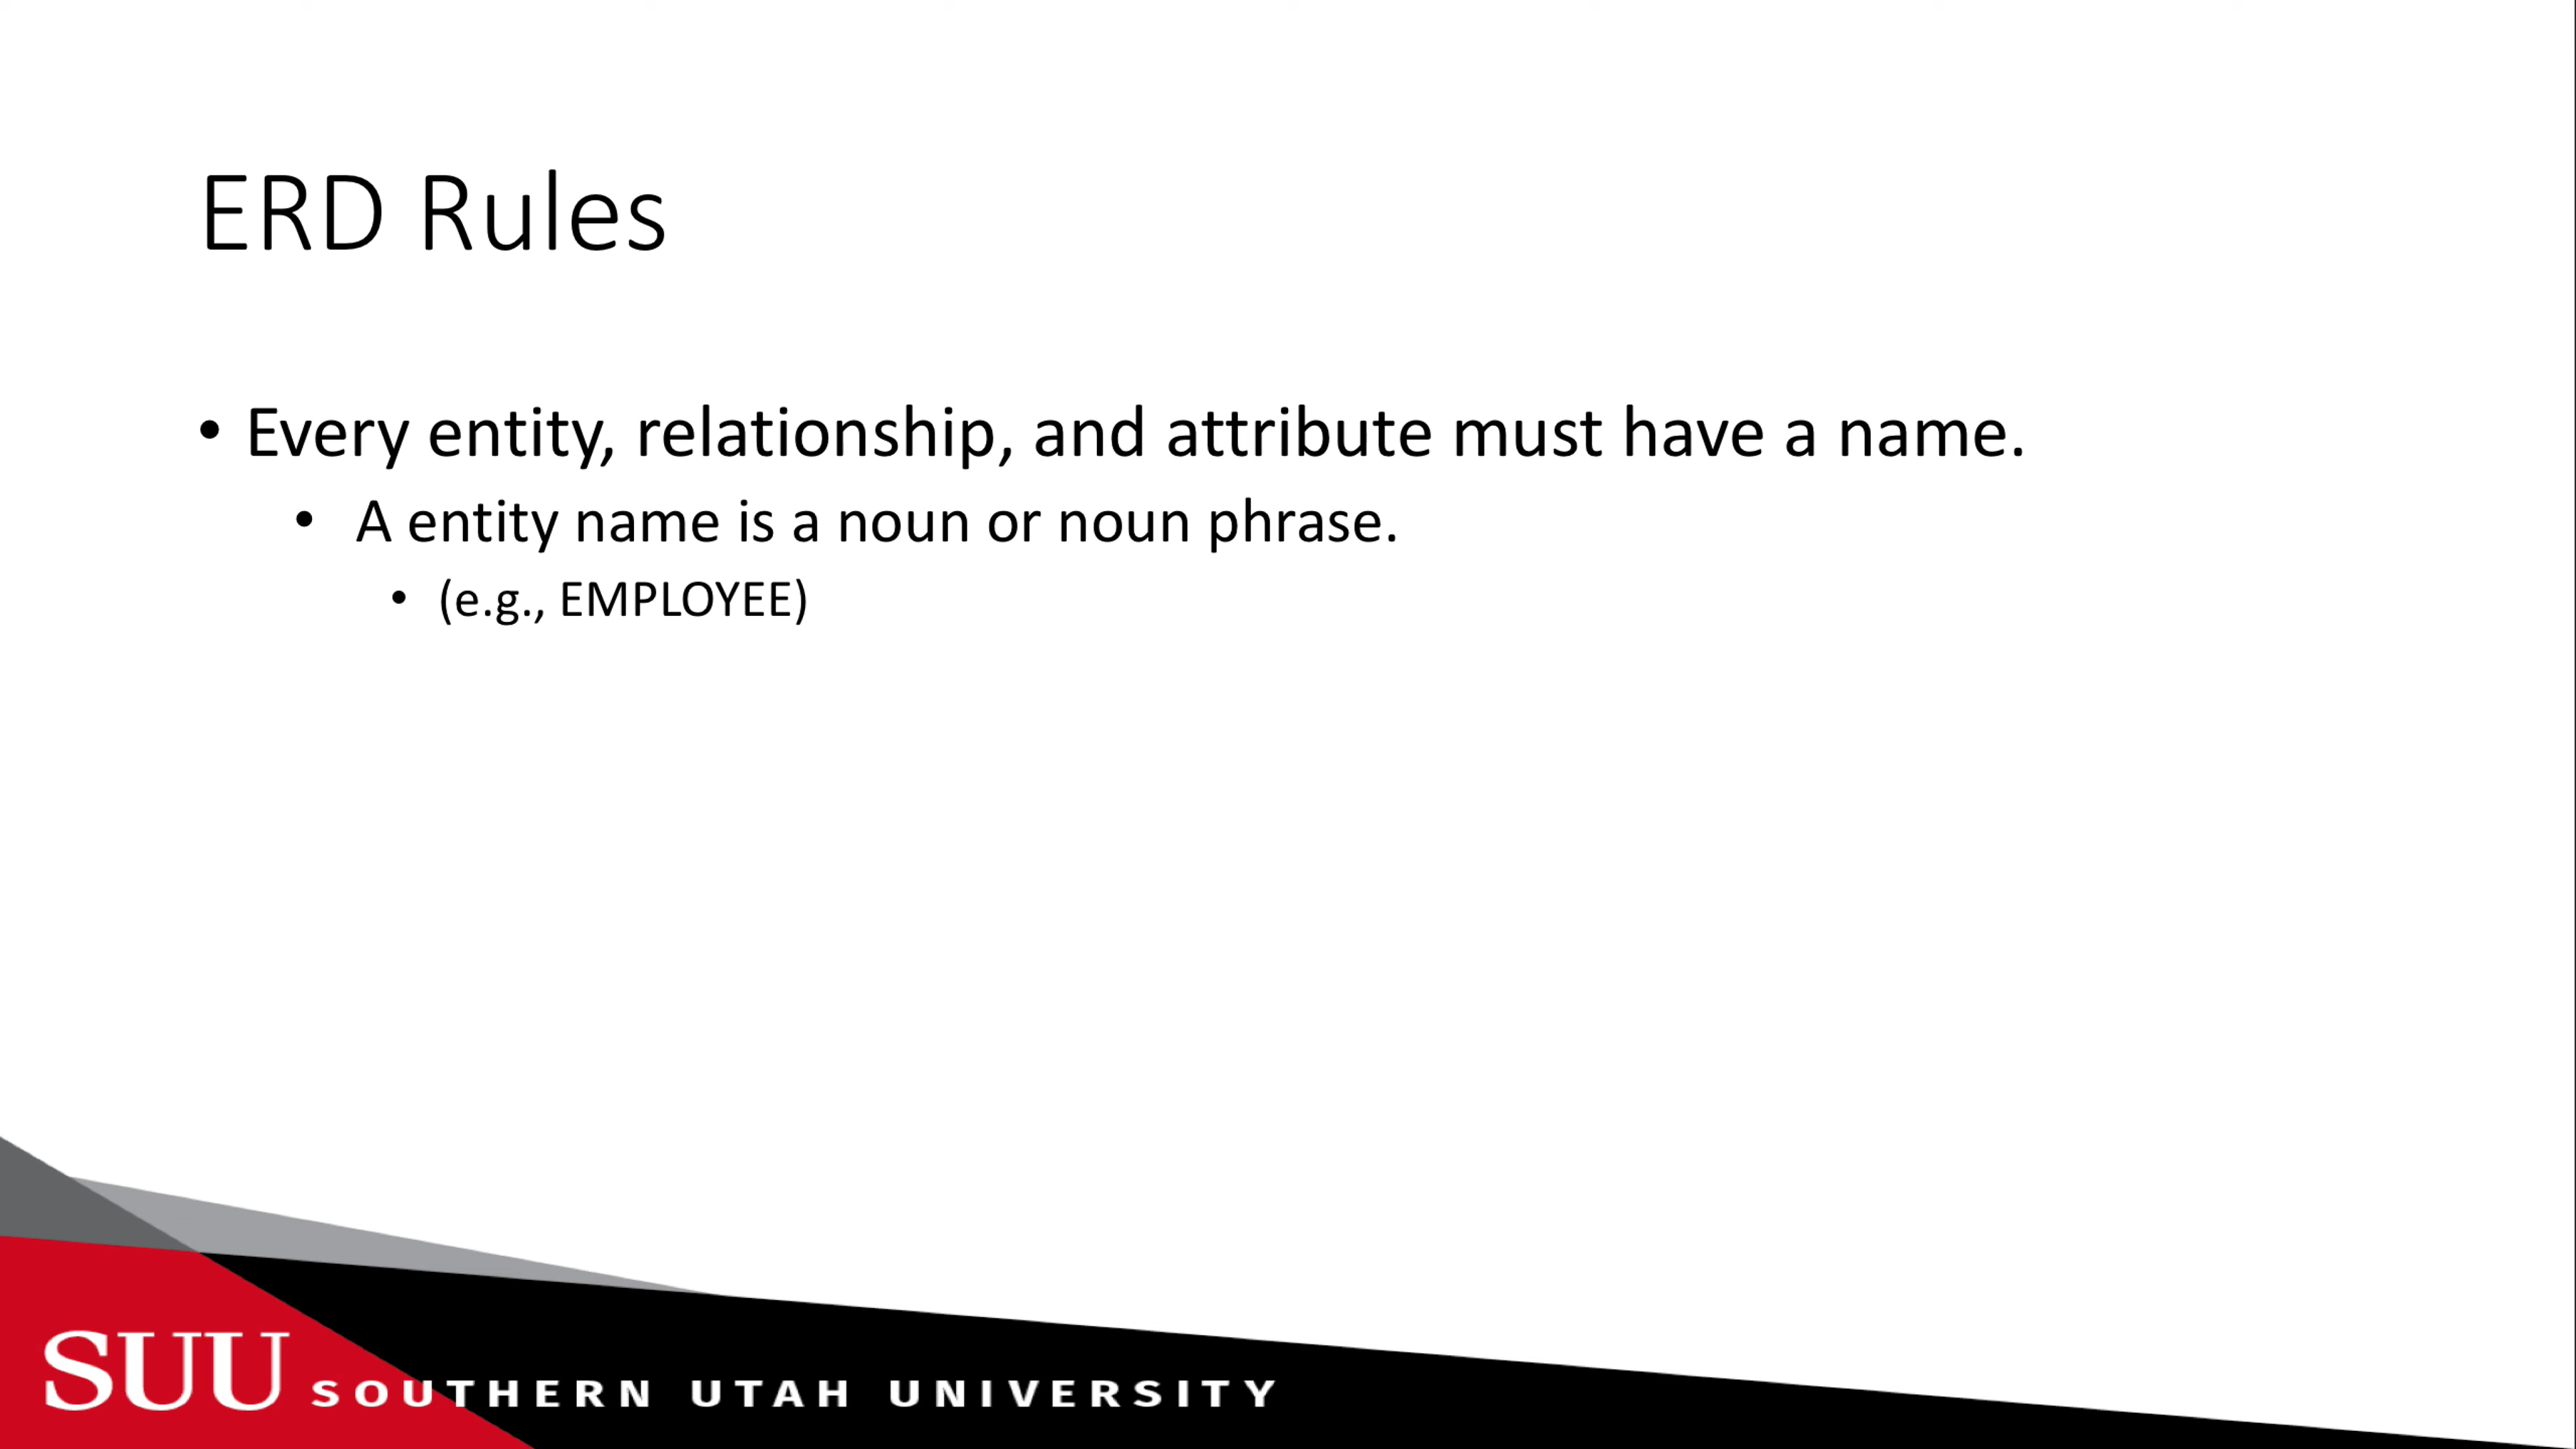 ERD Rules
• Every entity, relationship, and attribute must have a name.
• A entity name is a noun or noun phrase.
• (e.g., EMPLOYEE)
SUU SOUTHERN UTAH UNIVERSITY